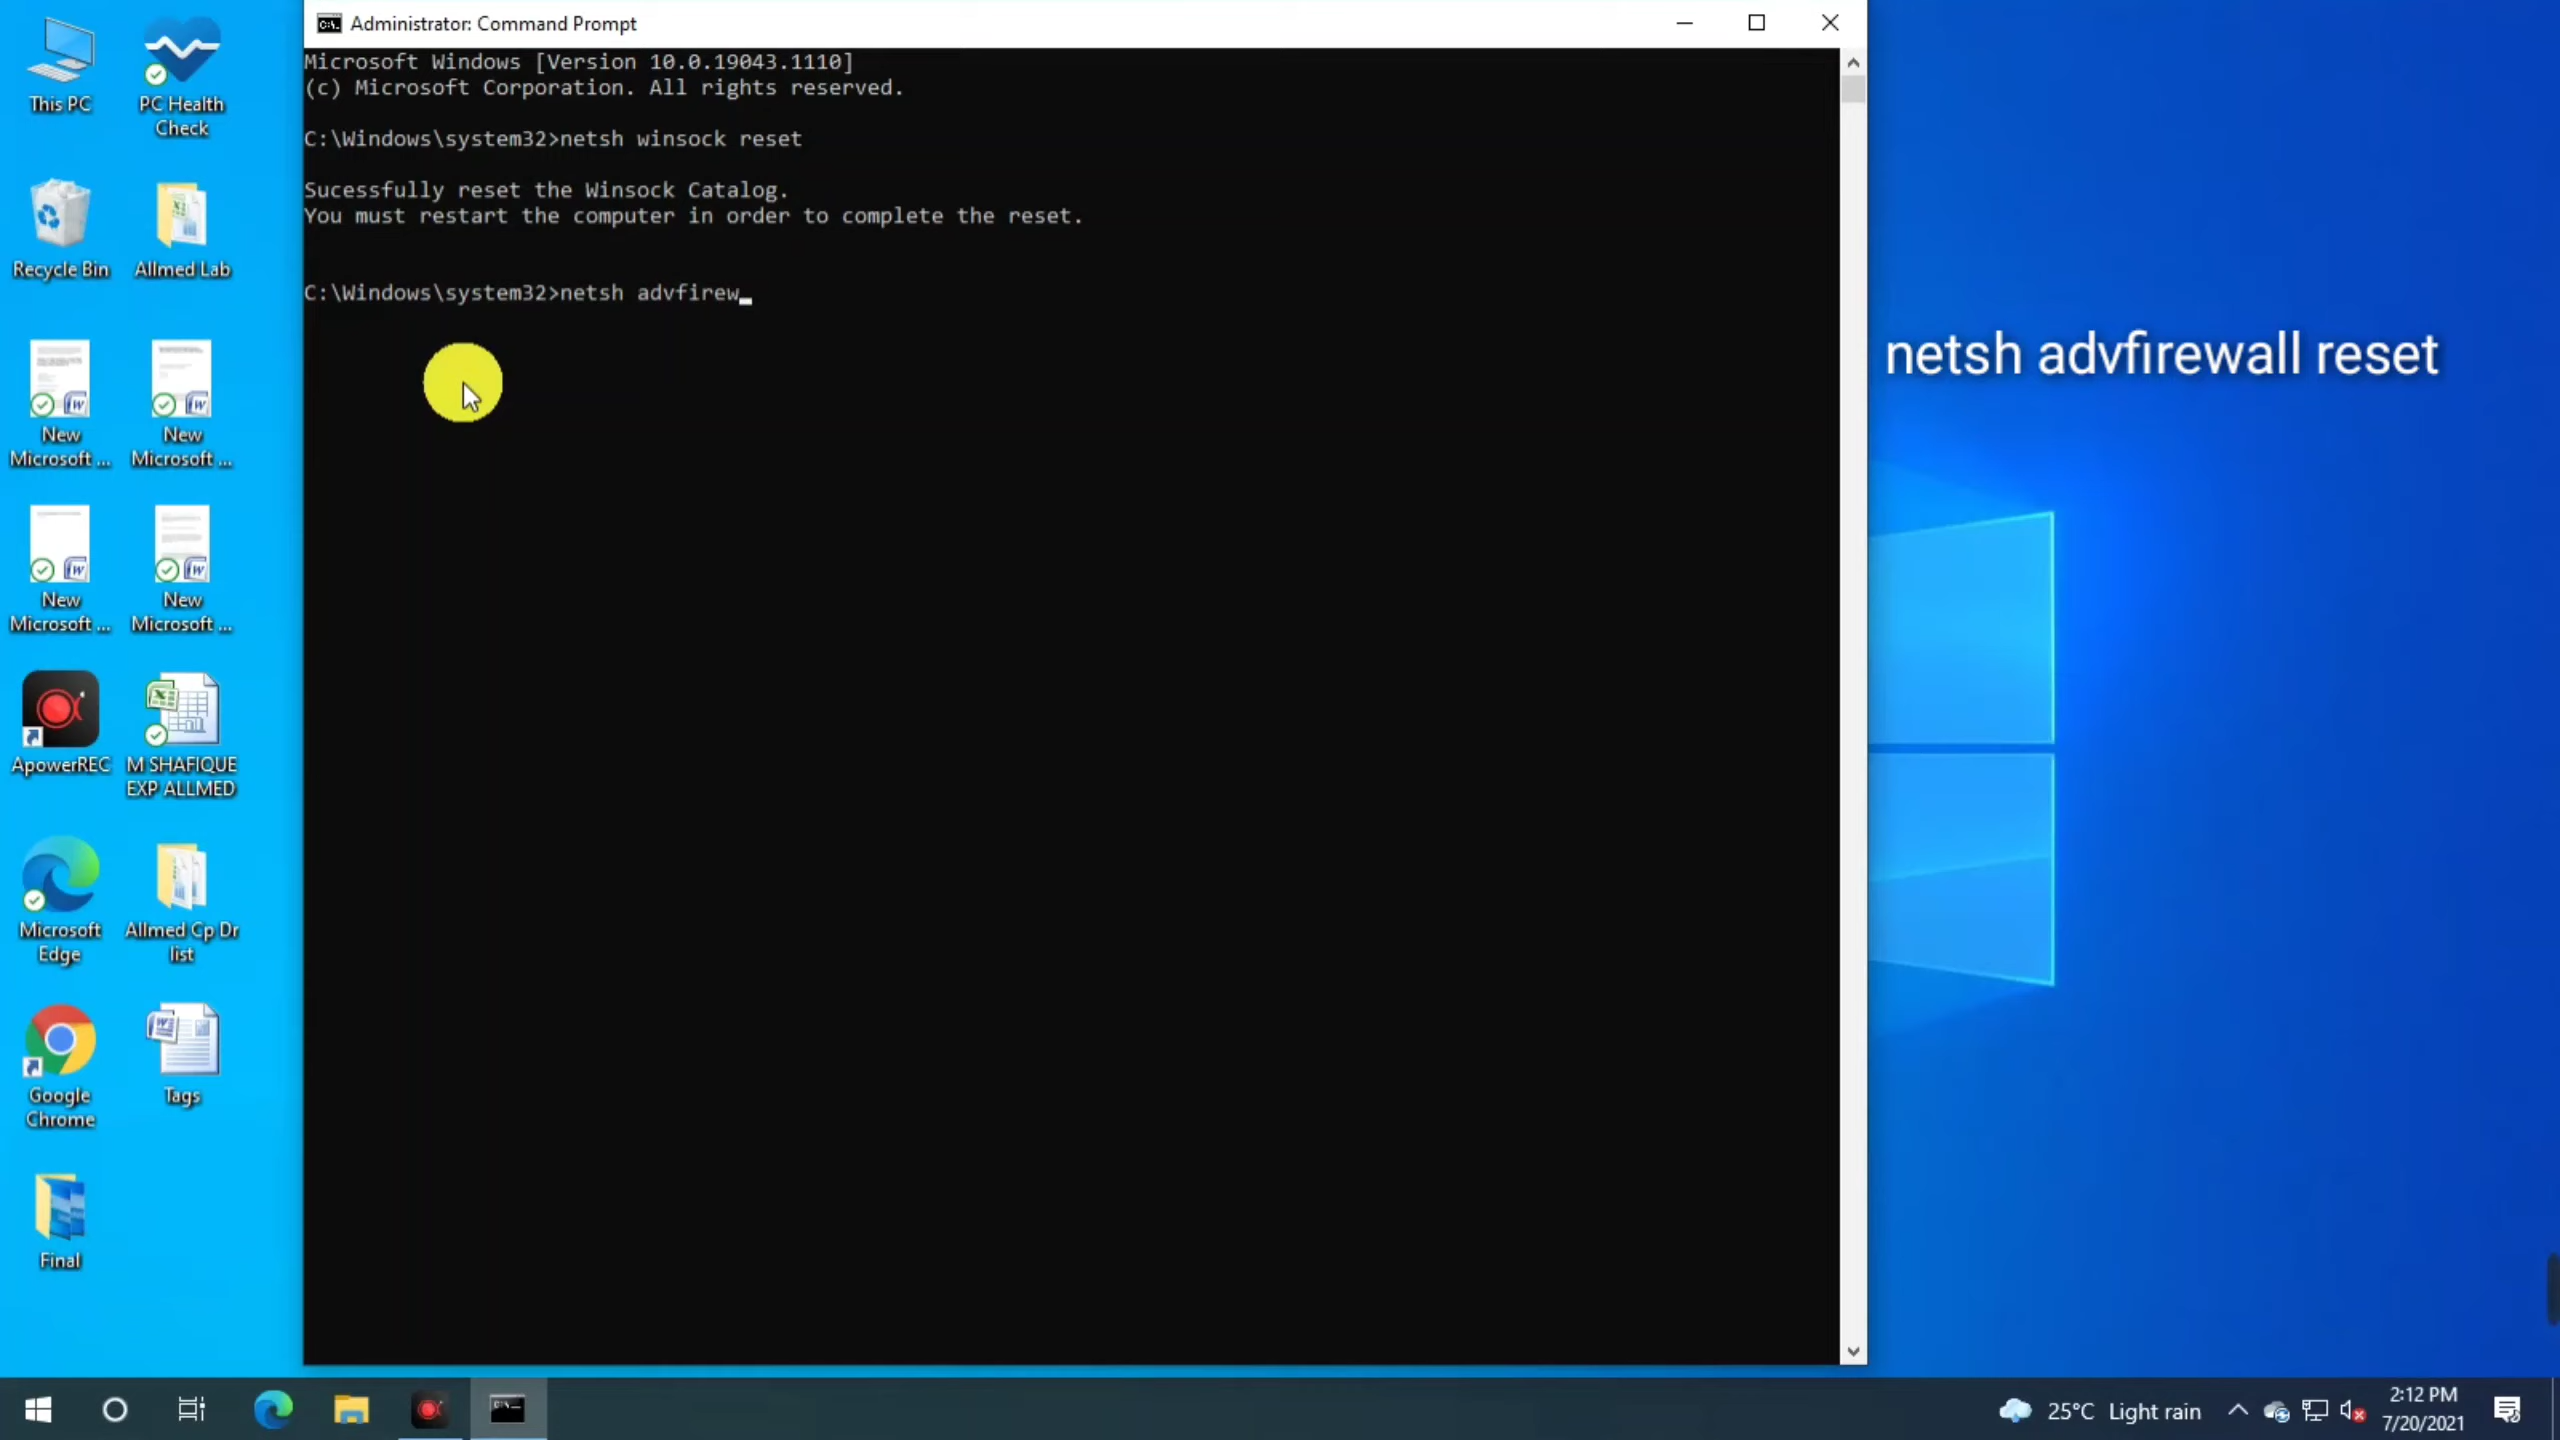 Administrator: Command Prompt
Microsoft Windows [Version 10.0.19043.1110]
(c) Microsoft Corporation. All rights reserved.
C:\Windows\system32>netsh winsock reset
Sucessfully reset the Winsock Catalog.
You must restart the computer in order to complete the reset.
C:\Windows\system32>netsh advfirew_
netsh advfirewall reset
This PC
PC Health
Check
Recycle Bin
Allmed Lab
New
Microsoft ...
New
Microsoft ...
New
Microsoft ...
New
Microsoft ...
ApowerREC
M SHAFIQUE
EXP ALLMED
Microsoft
Edge
Allmed Cp Dr
list
Google
Chrome
Tags
Final
25°C Light rain
2:12 PM
7/20/2021